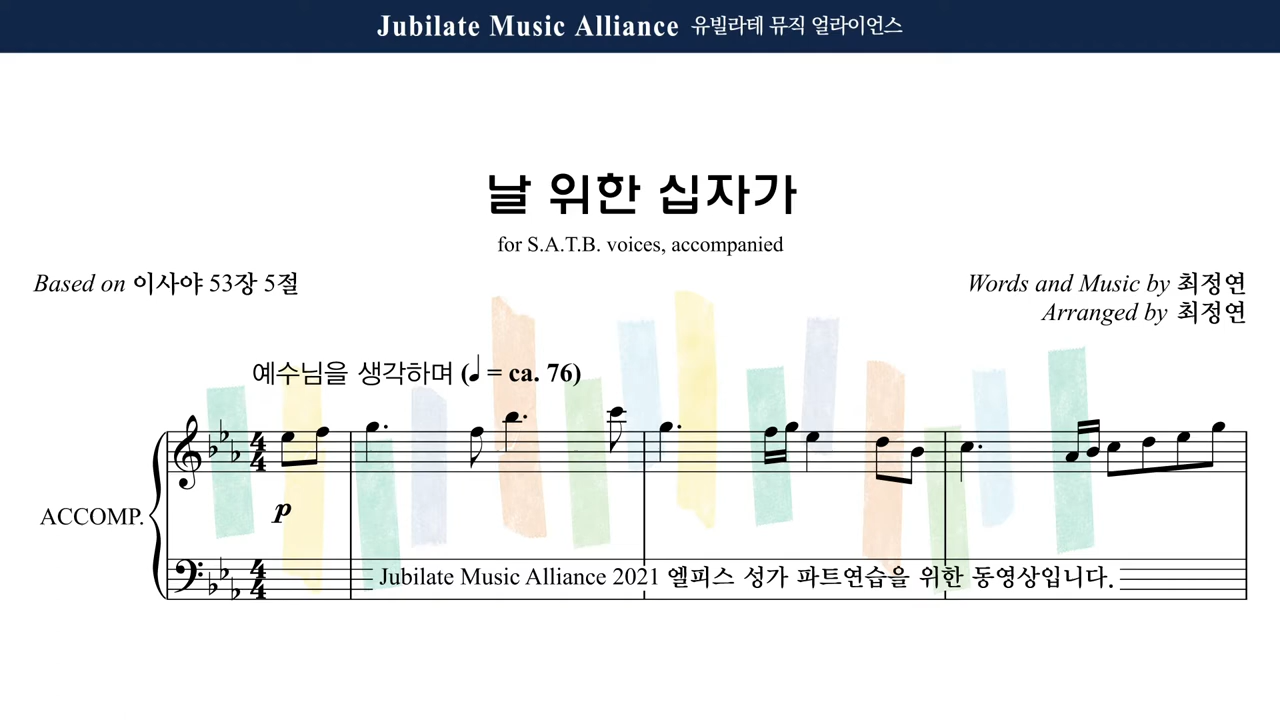 Jubilate Music Alliance 유빌라테 뮤직 얼라이언스
날 위한 십자가
for S.A.T.B. voices, accompanied
Based on 이사야 53장 5절
Words and Music by 최정연
Arranged by 최정연
예수님을 생각하며 (♩ = ca. 76)
ACCOMP.
p
Jubilate Music Alliance 2021 엘피스 성가 파트연습을 위한 동영상입니다.